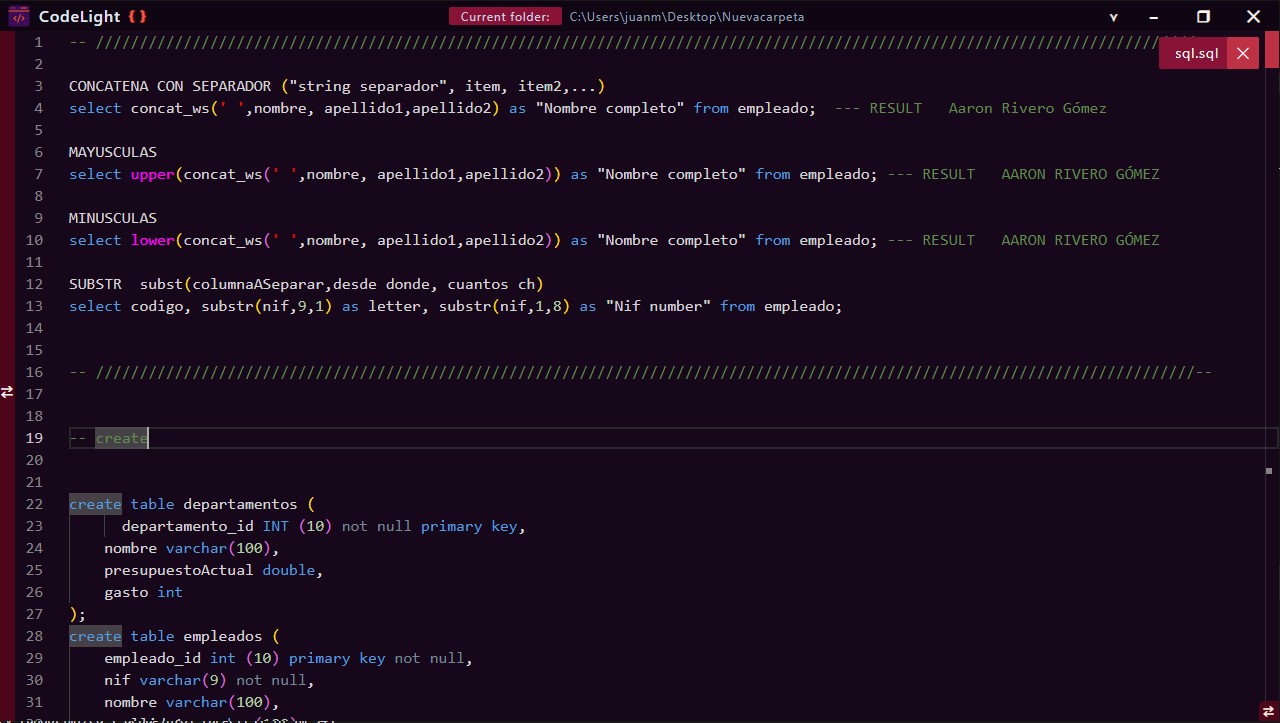 CodeLight { }
Current folder: C:\Users\juanm\Desktop\Nuevacarpeta
sql.sql
1 -- /////////////////////////////////////////////////////////////////////////////////////////////////////////////////////////////
2
3 CONCATENA CON SEPARADOR ("string separador", item, item2,...)
4 select concat_ws(' ',nombre, apellido1,apellido2) as "Nombre completo" from empleado;  --- RESULT   Aaron Rivero Gómez
5
6 MAYUSCULAS
7 select upper(concat_ws(' ',nombre, apellido1,apellido2)) as "Nombre completo" from empleado; --- RESULT   AARON RIVERO GÓMEZ
8
9 MINUSCULAS
10 select lower(concat_ws(' ',nombre, apellido1,apellido2)) as "Nombre completo" from empleado; --- RESULT   AARON RIVERO GÓMEZ
11
12 SUBSTR  subst(columnaASeparar,desde donde, cuantos ch)
13 select codigo, substr(nif,9,1) as letter, substr(nif,1,8) as "Nif number" from empleado;
14
15
16 -- /////////////////////////////////////////////////////////////////////////////////////////////////////////////////////////////--
17
18
19 -- create
20
21
22 create table departamentos (
23       departamento_id INT (10) not null primary key,
24     nombre varchar(100),
25     presupuestoActual double,
26     gasto int
27 );
28 create table empleados (
29     empleado_id int (10) primary key not null,
30     nif varchar(9) not null,
31     nombre varchar(100),